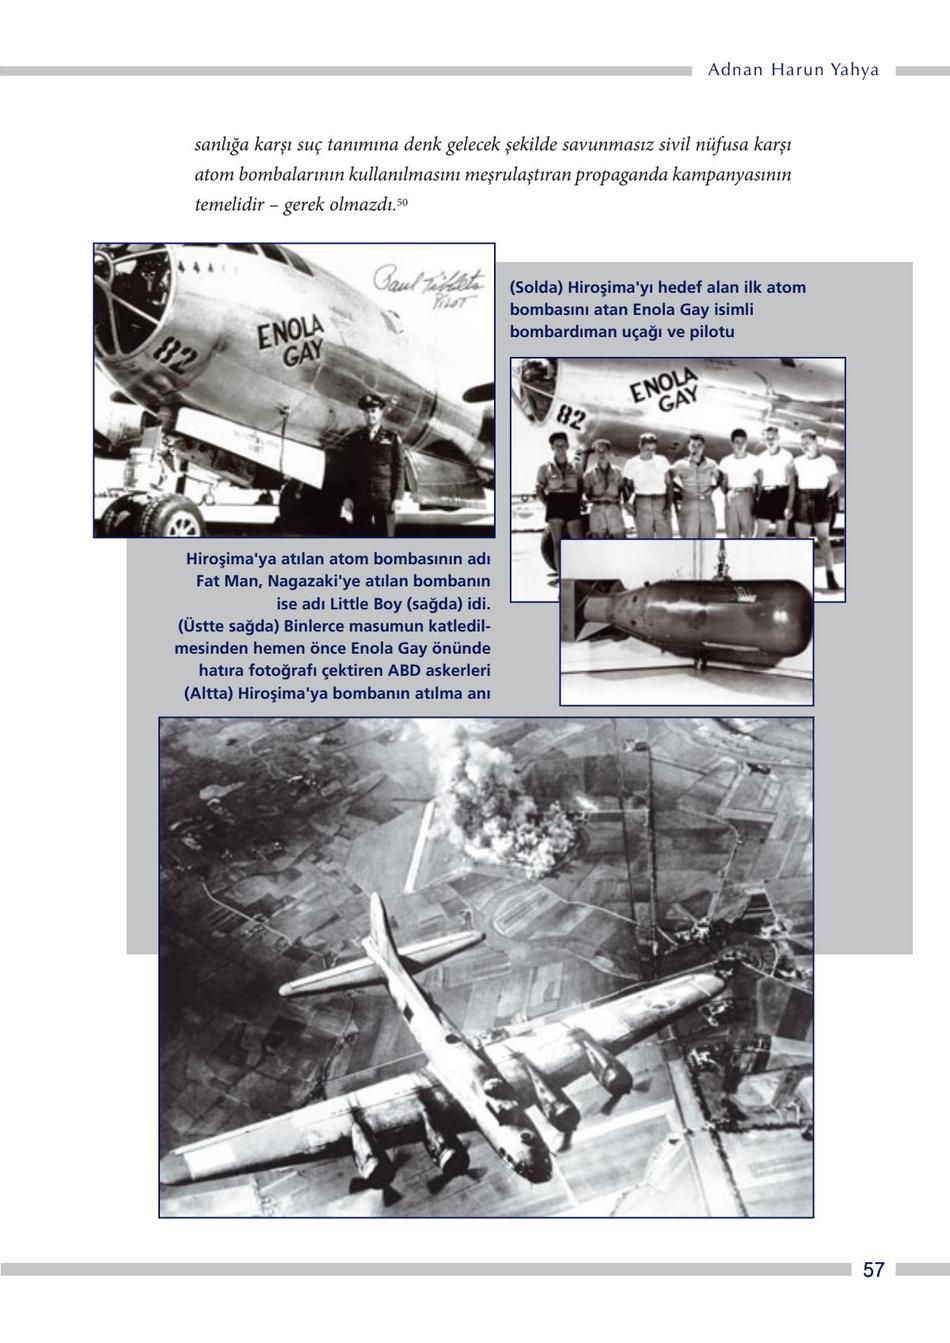 Adnan Harun Yahya
sanlığa karşı suç tanımına denk gelecek şekilde savunmasız sivil nüfusa karşı
atom bombalarının kullanılmasını meşrulaştıran propaganda kampanyasının
temelidir – gerek olmazdı.50
Paul Tibbets
PILOT
ENOLA
GAY
82
(Solda) Hiroşima'yı hedef alan ilk atom
bombasını atan Enola Gay isimli
bombardıman uçağı ve pilotu
ENOLA
GAY
82
Hiroşima'ya atılan atom bombasının adı
Fat Man, Nagazaki'ye atılan bombanın
ise adı Little Boy (sağda) idi.
(Üstte sağda) Binlerce masumun katledil-
mesinden hemen önce Enola Gay önünde
hatıra fotoğrafı çektiren ABD askerleri
(Altta) Hiroşima'ya bombanın atılma anı
57